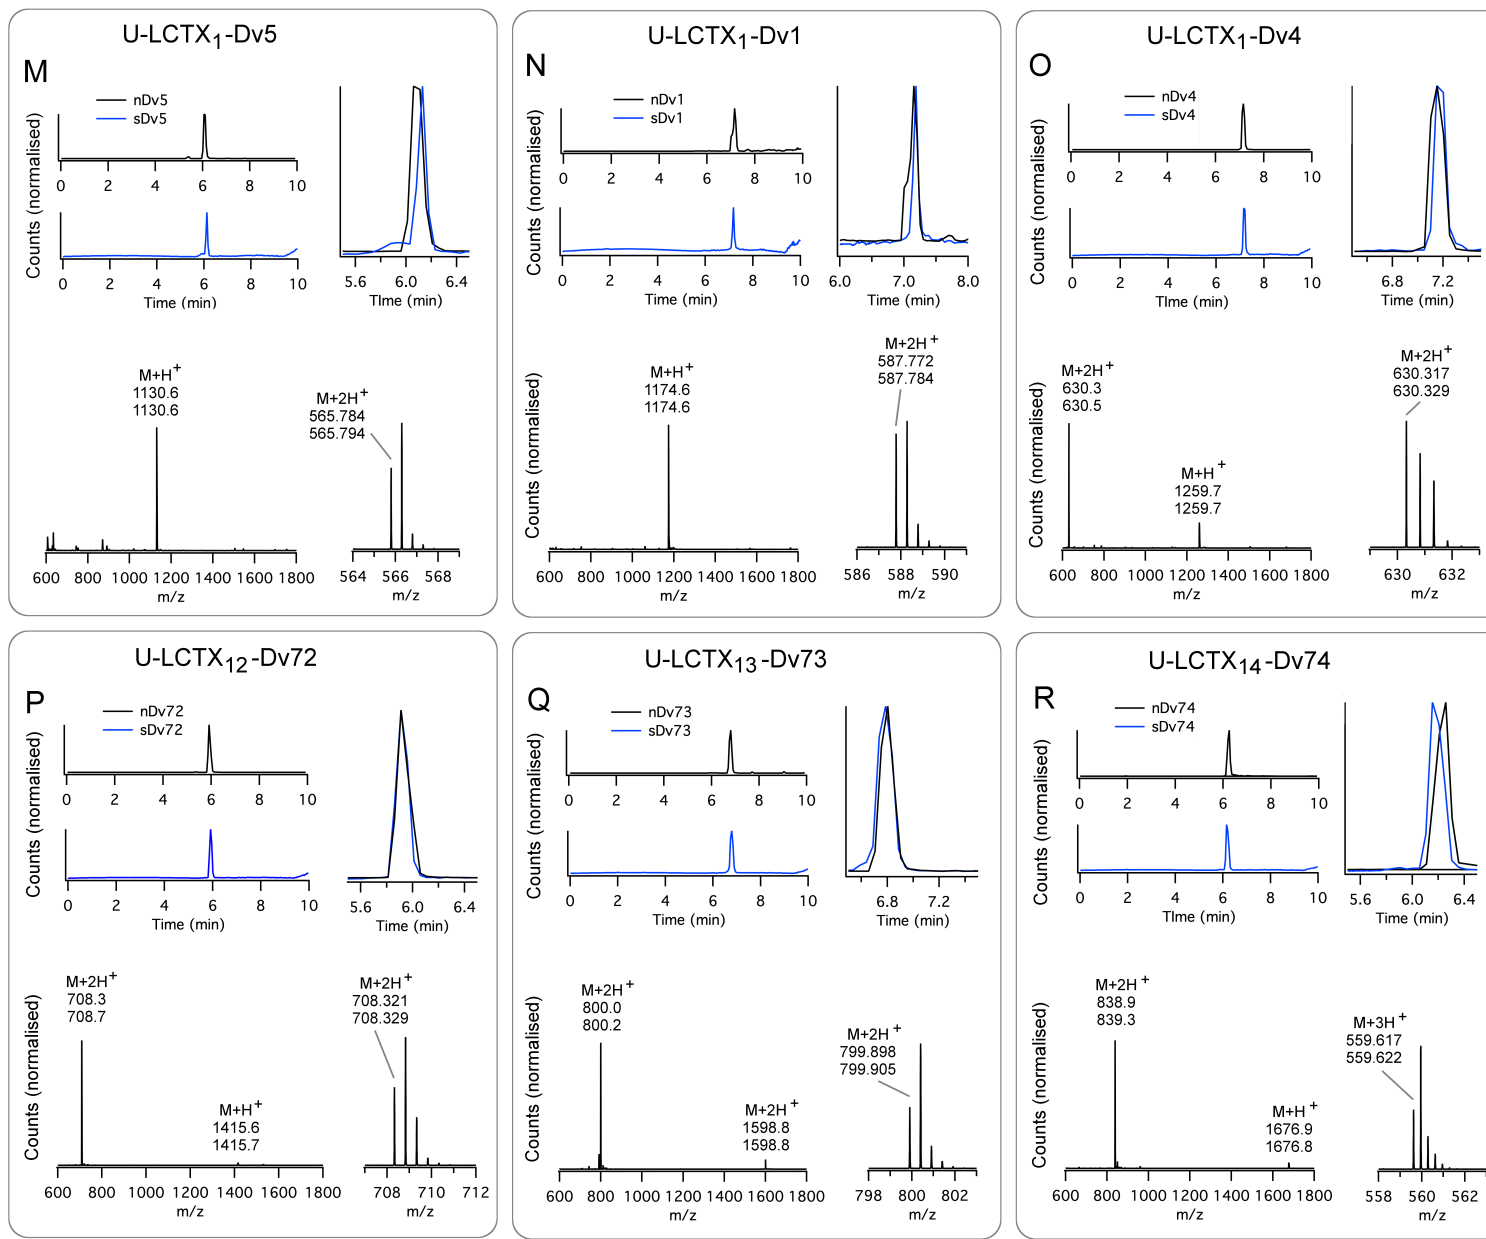 U-LCTX1-Dv5
M
nDv5
sDv5
Counts (normalised)
0 2 4 6 8 10
0 2 4 6 8 10
Time (min)
5.6 6.0 6.4
TIme (min)
M+H+
1130.6
1130.6
M+2H+
565.784
565.794
600 800 1000 1200 1400 1600 1800
m/z
564 566 568
m/z
U-LCTX1-Dv1
N
nDv1
sDv1
Counts (normalised)
0 2 4 6 8 10
0 2 4 6 8 10
Time (min)
6.0 7.0 8.0
Time (min)
Counts (normalised)
M+H+
1174.6
1174.6
M+2H+
587.772
587.784
600 800 1000 1200 1400 1600 1800
m/z
586 588 590
m/z
U-LCTX1-Dv4
O
nDv4
sDv4
Counts (normalised)
0 2 4 6 8 10
0 2 4 6 8 10
TIme (min)
6.8 7.2
Time (min)
Counts (normalised)
M+2H+
630.3
630.5
M+H+
1259.7
1259.7
M+2H+
630.317
630.329
600 800 1000 1200 1400 1600 1800
m/z
630 632
m/z
U-LCTX12-Dv72
P
nDv72
sDv72
Counts (normalised)
0 2 4 6 8 10
0 2 4 6 8 10
Time (min)
5.6 6.0 6.4
Time (min)
Counts (normalised)
M+2H+
708.3
708.7
M+H+
1415.6
1415.7
M+2H+
708.321
708.329
600 800 1000 1200 1400 1600 1800
m/z
708 710 712
m/z
U-LCTX13-Dv73
Q
nDv73
sDv73
Counts (normalised)
0 2 4 6 8 10
0 2 4 6 8 10
Time (min)
6.8 7.2
Time (min)
Counts (normalised)
M+2H+
800.0
800.2
M+2H+
1598.8
1598.8
M+2H+
799.898
799.905
600 800 1000 1200 1400 1600 1800
m/z
798 800 802
m/z
U-LCTX14-Dv74
R
nDv74
sDv74
Counts (normalised)
0 2 4 6 8 10
0 2 4 6 8 10
TIme (min)
5.6 6.0 6.4
Time (min)
Counts (normalised)
M+2H+
838.9
839.3
M+H+
1676.9
1676.8
M+3H+
559.617
559.622
600 800 1000 1200 1400 1600 1800
m/z
558 560 562
m/z